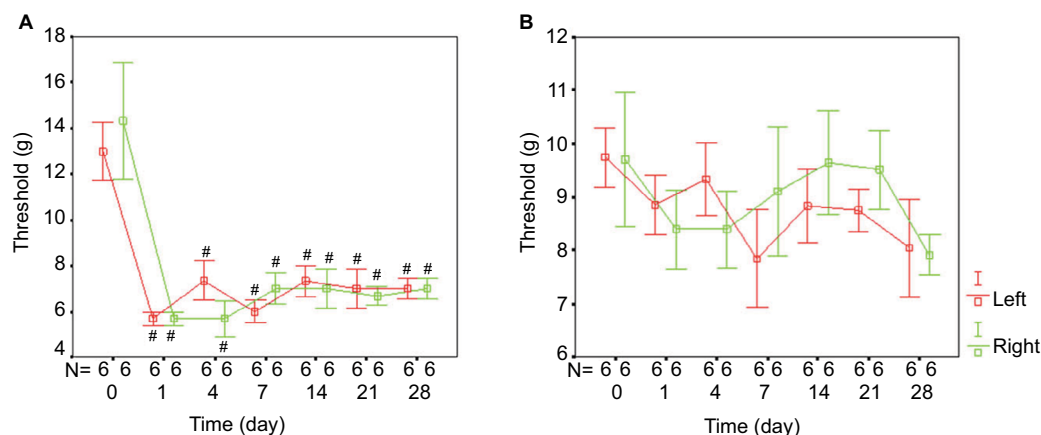 A
Threshold (g)
18
16
14
12
10
8
6
4
# # # # # # # # # # # #
N= 6 6 6 6 6 6 6 6 6 6 6 6 6 6
0 1 4 7 14 21 28
Time (day)
B
Threshold (g)
12
11
10
9
8
7
6
N= 6 6 6 6 6 6 6 6 6 6 6 6 6 6
0 1 4 7 14 21 28
Time (day)
Left
Right